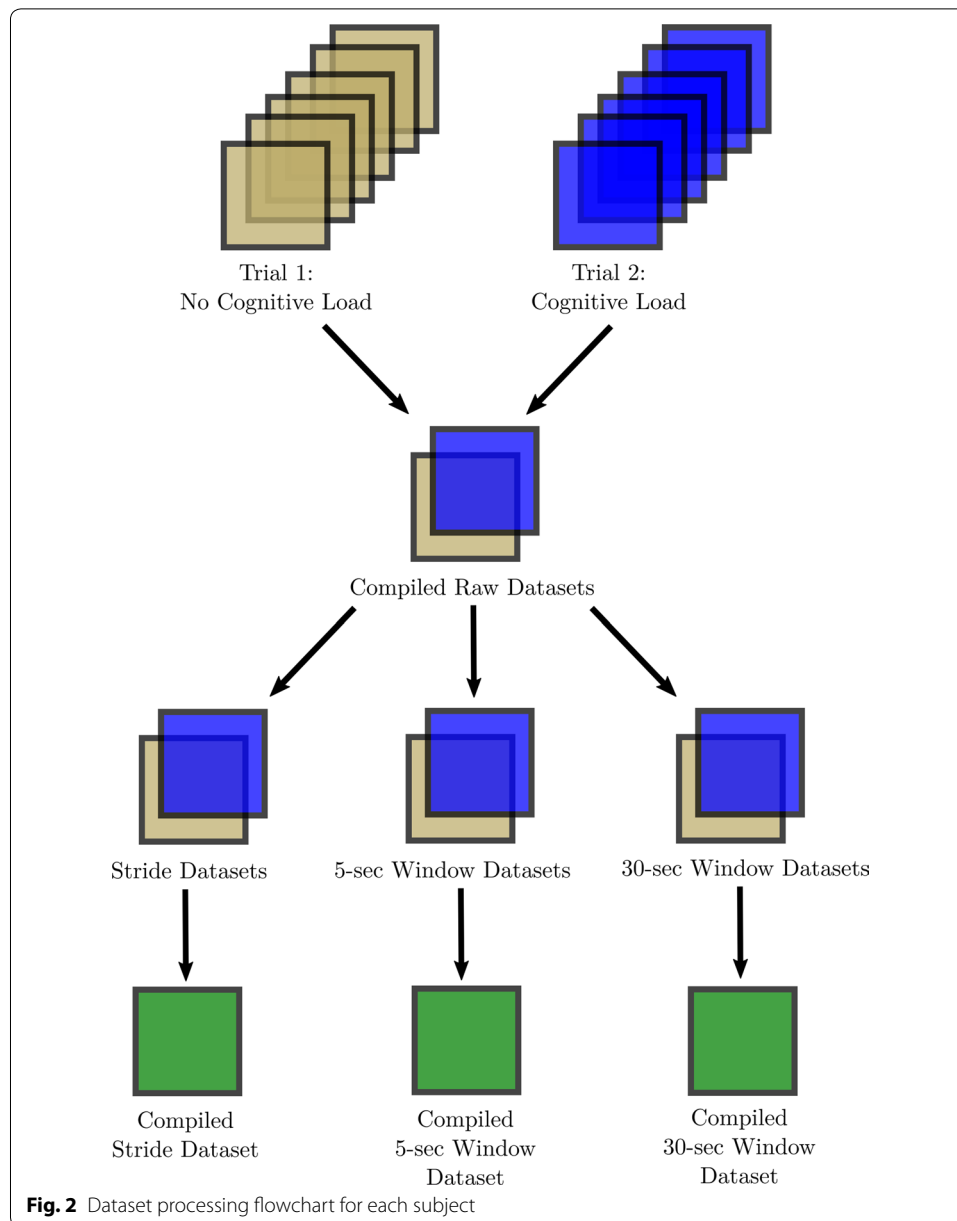 Trial 1:
No Cognitive Load
Trial 2:
Cognitive Load
Compiled Raw Datasets
Stride Datasets
5-sec Window Datasets
30-sec Window Datasets
Compiled
Stride Dataset
Compiled
5-sec Window
Dataset
Compiled
30-sec Window
Dataset
Fig. 2 Dataset processing flowchart for each subject